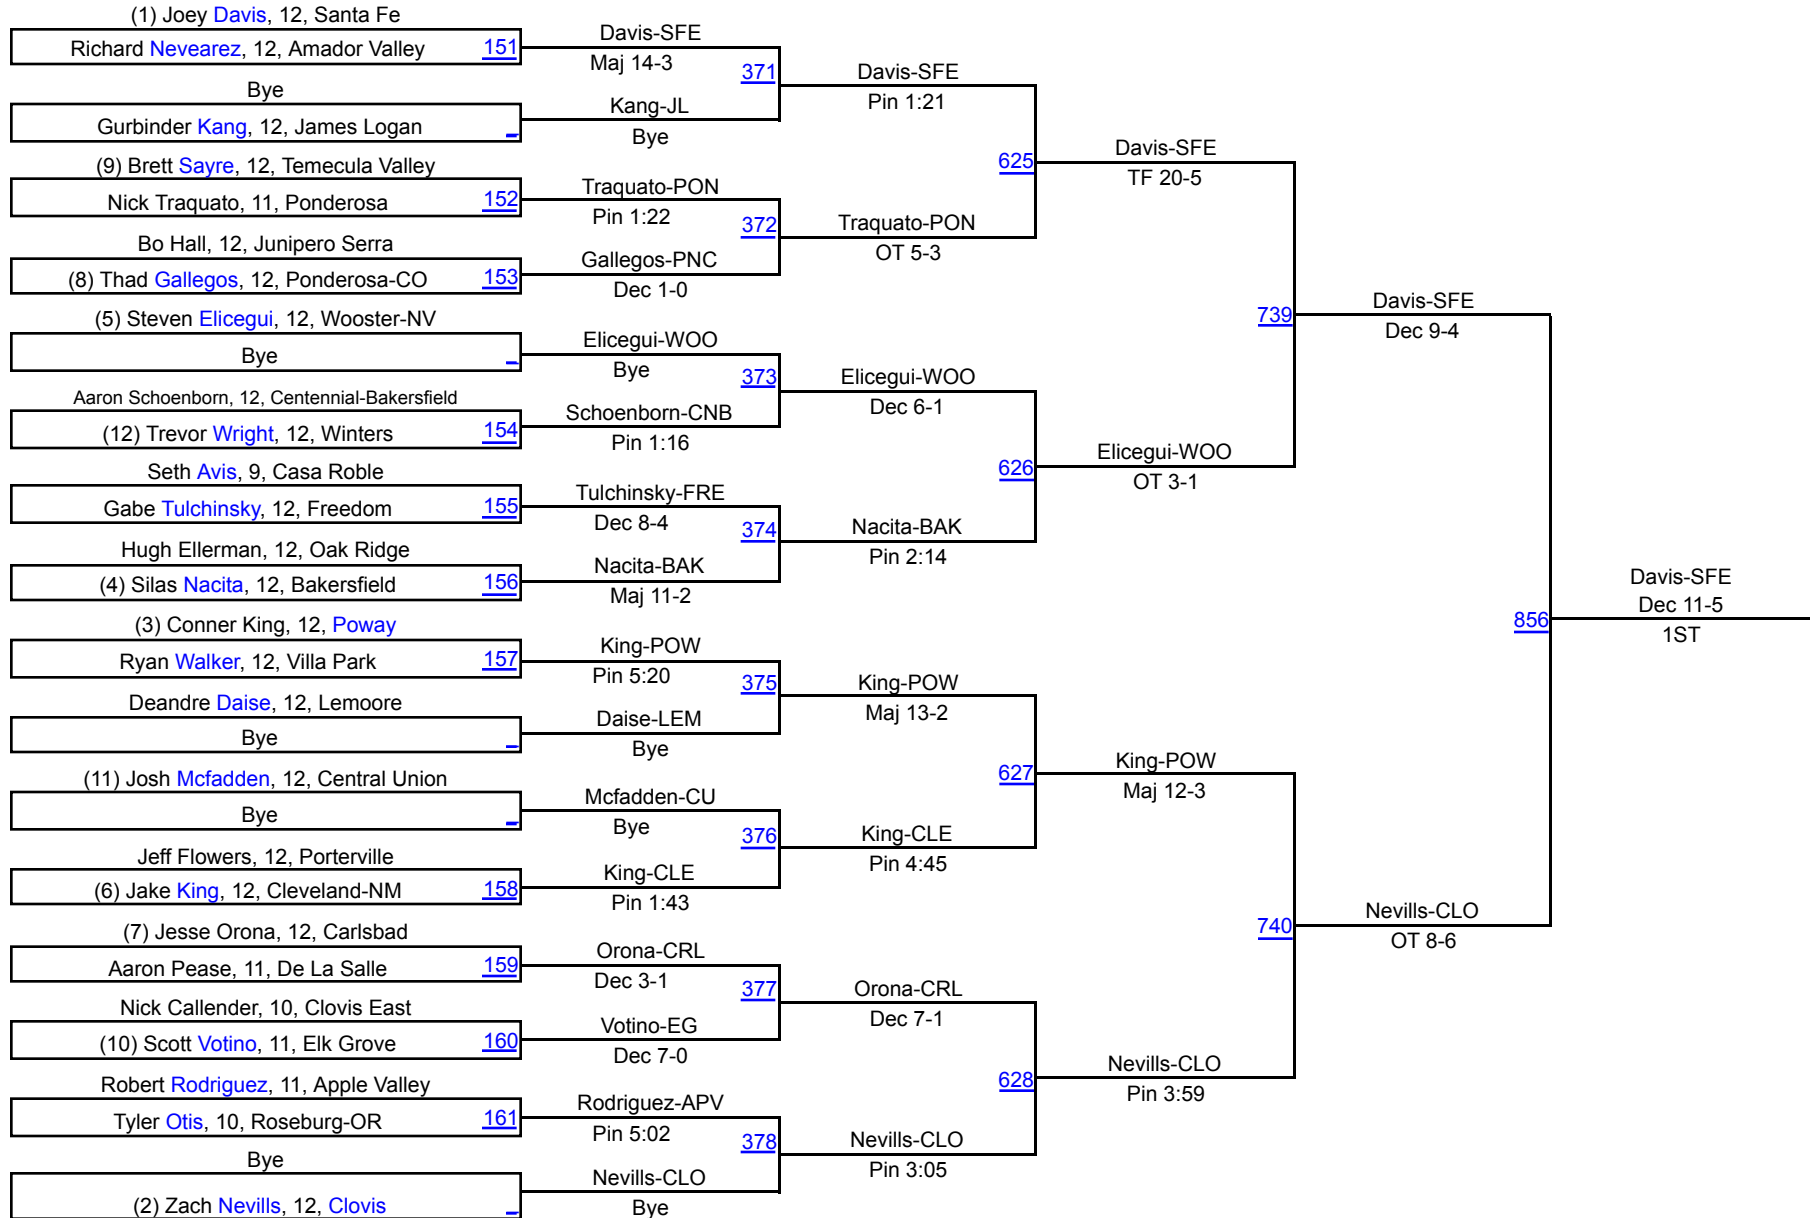 (1) Joey Davis, 12, Santa Fe
Richard Nevearez, 12, Amador Valley 151
Bye
Gurbinder Kang, 12, James Logan _
(9) Brett Sayre, 12, Temecula Valley
Nick Traquato, 11, Ponderosa 152
Bo Hall, 12, Junipero Serra
(8) Thad Gallegos, 12, Ponderosa-CO 153
(5) Steven Elicegui, 12, Wooster-NV
Bye _
Aaron Schoenborn, 12, Centennial-Bakersfield
(12) Trevor Wright, 12, Winters 154
Seth Avis, 9, Casa Roble
Gabe Tulchinsky, 12, Freedom 155
Hugh Ellerman, 12, Oak Ridge
(4) Silas Nacita, 12, Bakersfield 156
(3) Conner King, 12, Poway
Ryan Walker, 12, Villa Park 157
Deandre Daise, 12, Lemoore
Bye _
(11) Josh Mcfadden, 12, Central Union
Bye _
Jeff Flowers, 12, Porterville
(6) Jake King, 12, Cleveland-NM 158
(7) Jesse Orona, 12, Carlsbad
Aaron Pease, 11, De La Salle 159
Nick Callender, 10, Clovis East
(10) Scott Votino, 11, Elk Grove 160
Robert Rodriguez, 11, Apple Valley
Tyler Otis, 10, Roseburg-OR 161
Bye
(2) Zach Nevills, 12, Clovis _
Davis-SFE
Maj 14-3
371
Kang-JL
Bye
Traquato-PON
Pin 1:22
372
Gallegos-PNC
Dec 1-0
Elicegui-WOO
Bye
373
Schoenborn-CNB
Pin 1:16
Tulchinsky-FRE
Dec 8-4
374
Nacita-BAK
Maj 11-2
King-POW
Pin 5:20
375
Daise-LEM
Bye
Mcfadden-CU
Bye
376
King-CLE
Pin 1:43
Orona-CRL
Dec 3-1
377
Votino-EG
Dec 7-0
Rodriguez-APV
Pin 5:02
378
Nevills-CLO
Bye
Davis-SFE
Pin 1:21
625
Traquato-PON
OT 5-3
Elicegui-WOO
Dec 6-1
626
Nacita-BAK
Pin 2:14
King-POW
Maj 13-2
627
King-CLE
Pin 4:45
Orona-CRL
Dec 7-1
628
Nevills-CLO
Pin 3:05
Davis-SFE
TF 20-5
739
Elicegui-WOO
OT 3-1
King-POW
Maj 12-3
740
Nevills-CLO
Pin 3:59
Davis-SFE
Dec 9-4
856
Nevills-CLO
OT 8-6
Davis-SFE
Dec 11-5
1ST